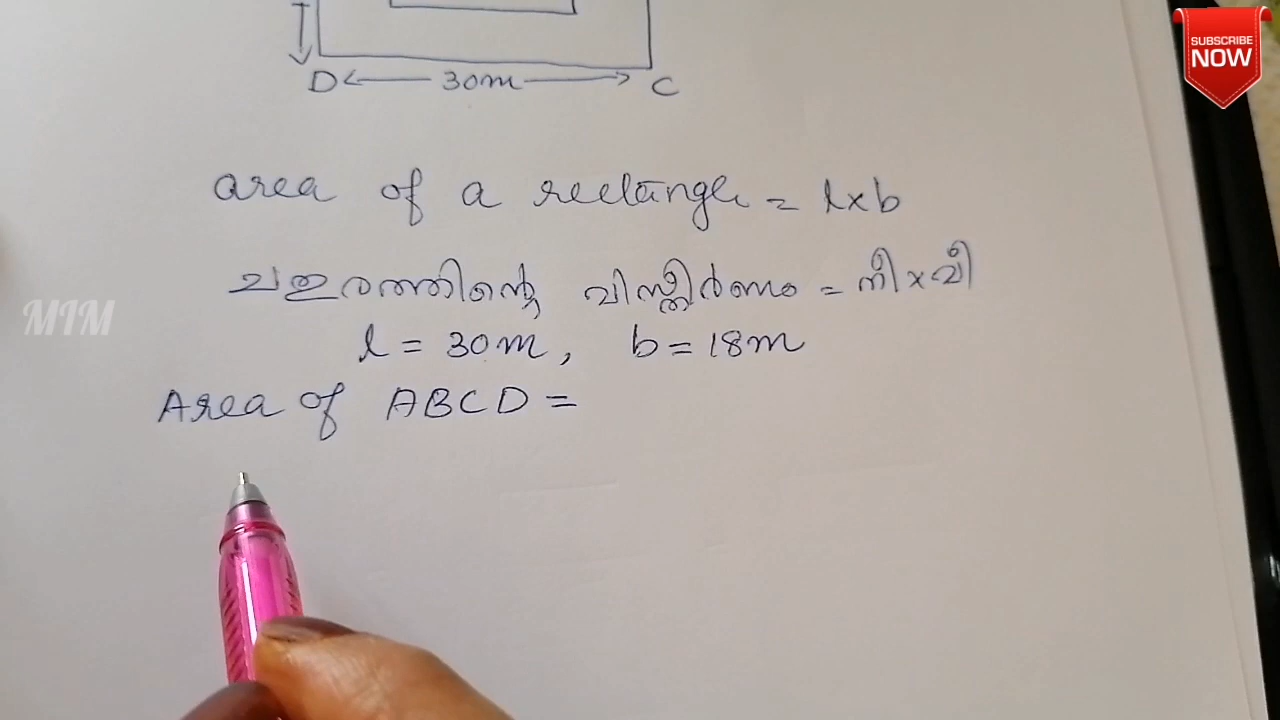 SUBSCRIBE
NOW
D 30m C
area of a rectangle = l×b
ചതുരത്തിന്റെ വിസ്തീർണം = നീ×വീ
MIM
l = 30m, b = 18m
Area of ABCD =